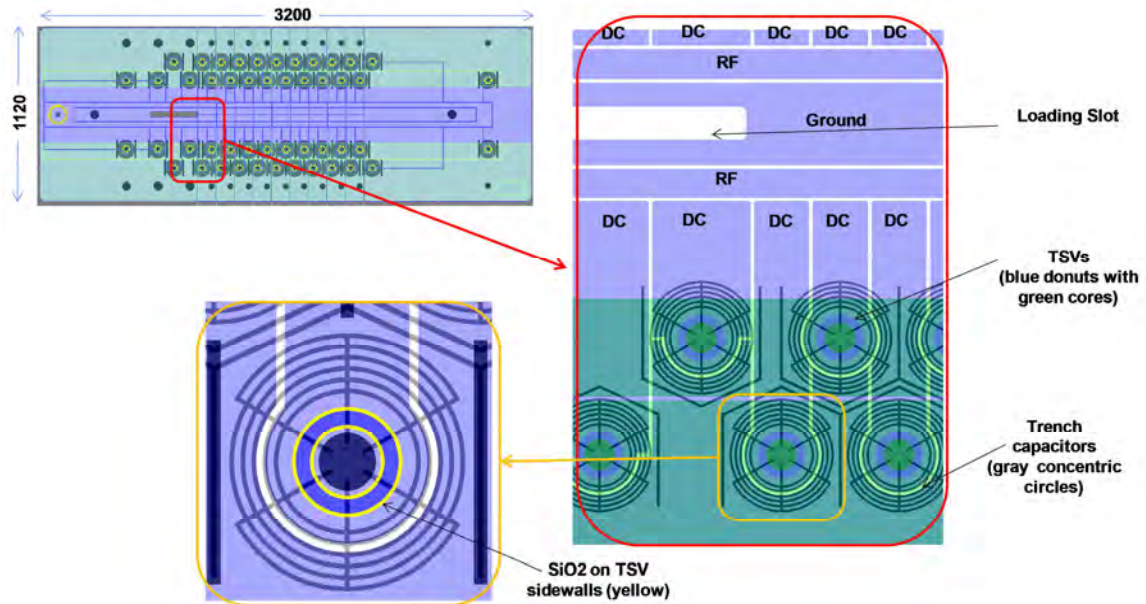 3200
1120
DC DC DC DC DC
RF
Ground
Loading Slot
RF
DC DC DC DC DC
TSVs
(blue donuts with
green cores)
Trench
capacitors
(gray concentric
circles)
SiO2 on TSV
sidewalls (yellow)